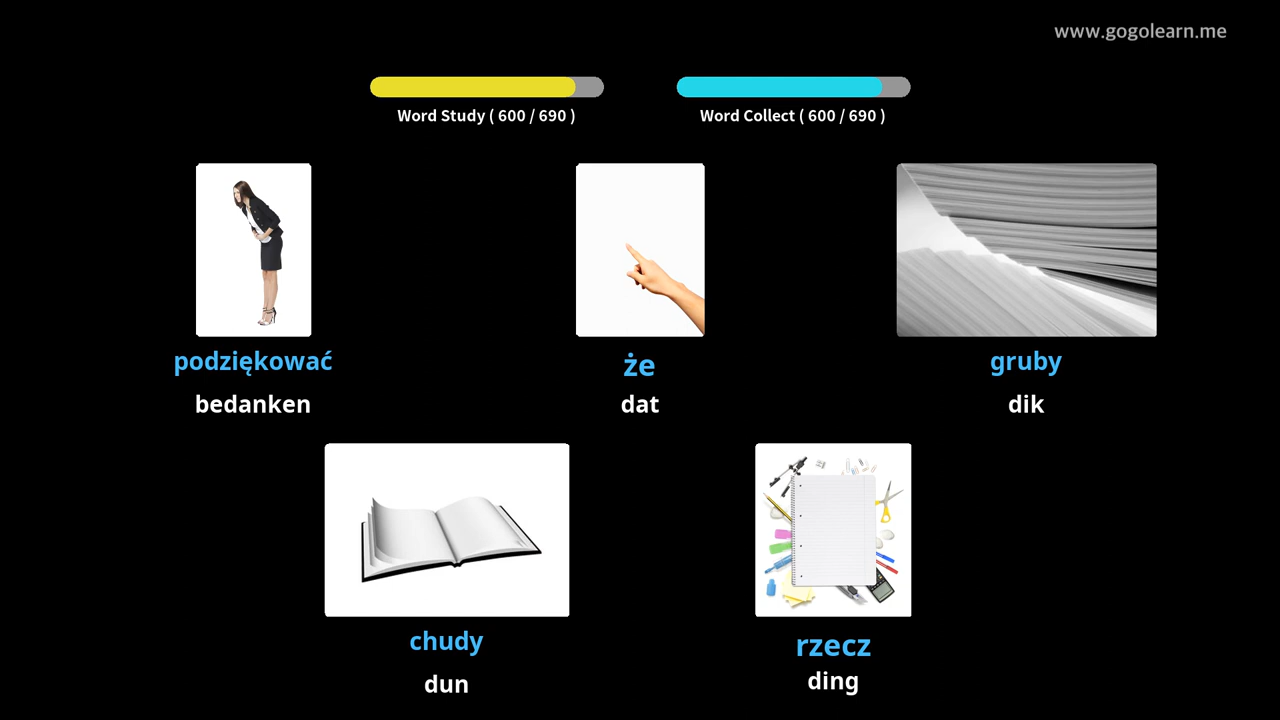 www.gogolearn.me
Word Study ( 600 / 690 )
Word Collect ( 600 / 690 )
podziękować
że
gruby
bedanken
dat
dik
chudy
rzecz
dun
ding